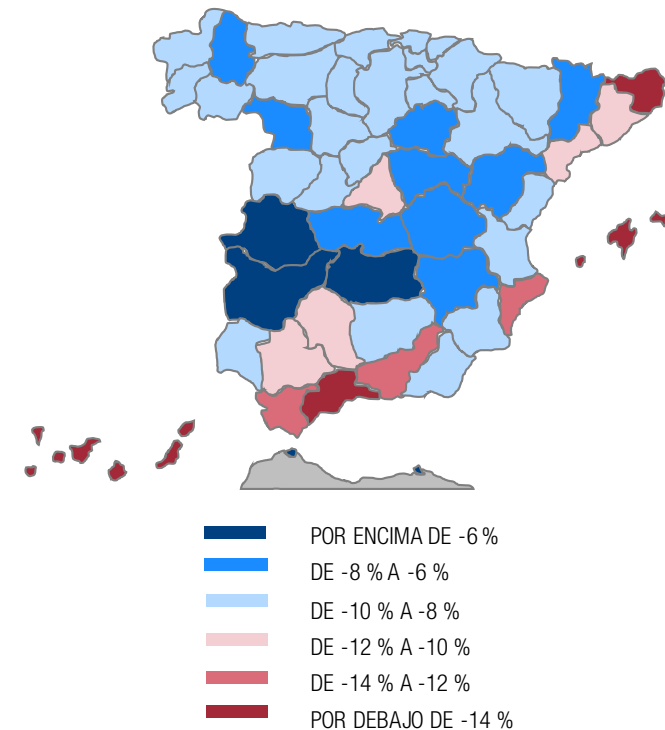 POR ENCIMA DE -6 %
DE -8 % A -6 %
DE -10 % A -8 %
DE -12 % A -10 %
DE -14 % A -12 %
POR DEBAJO DE -14 %